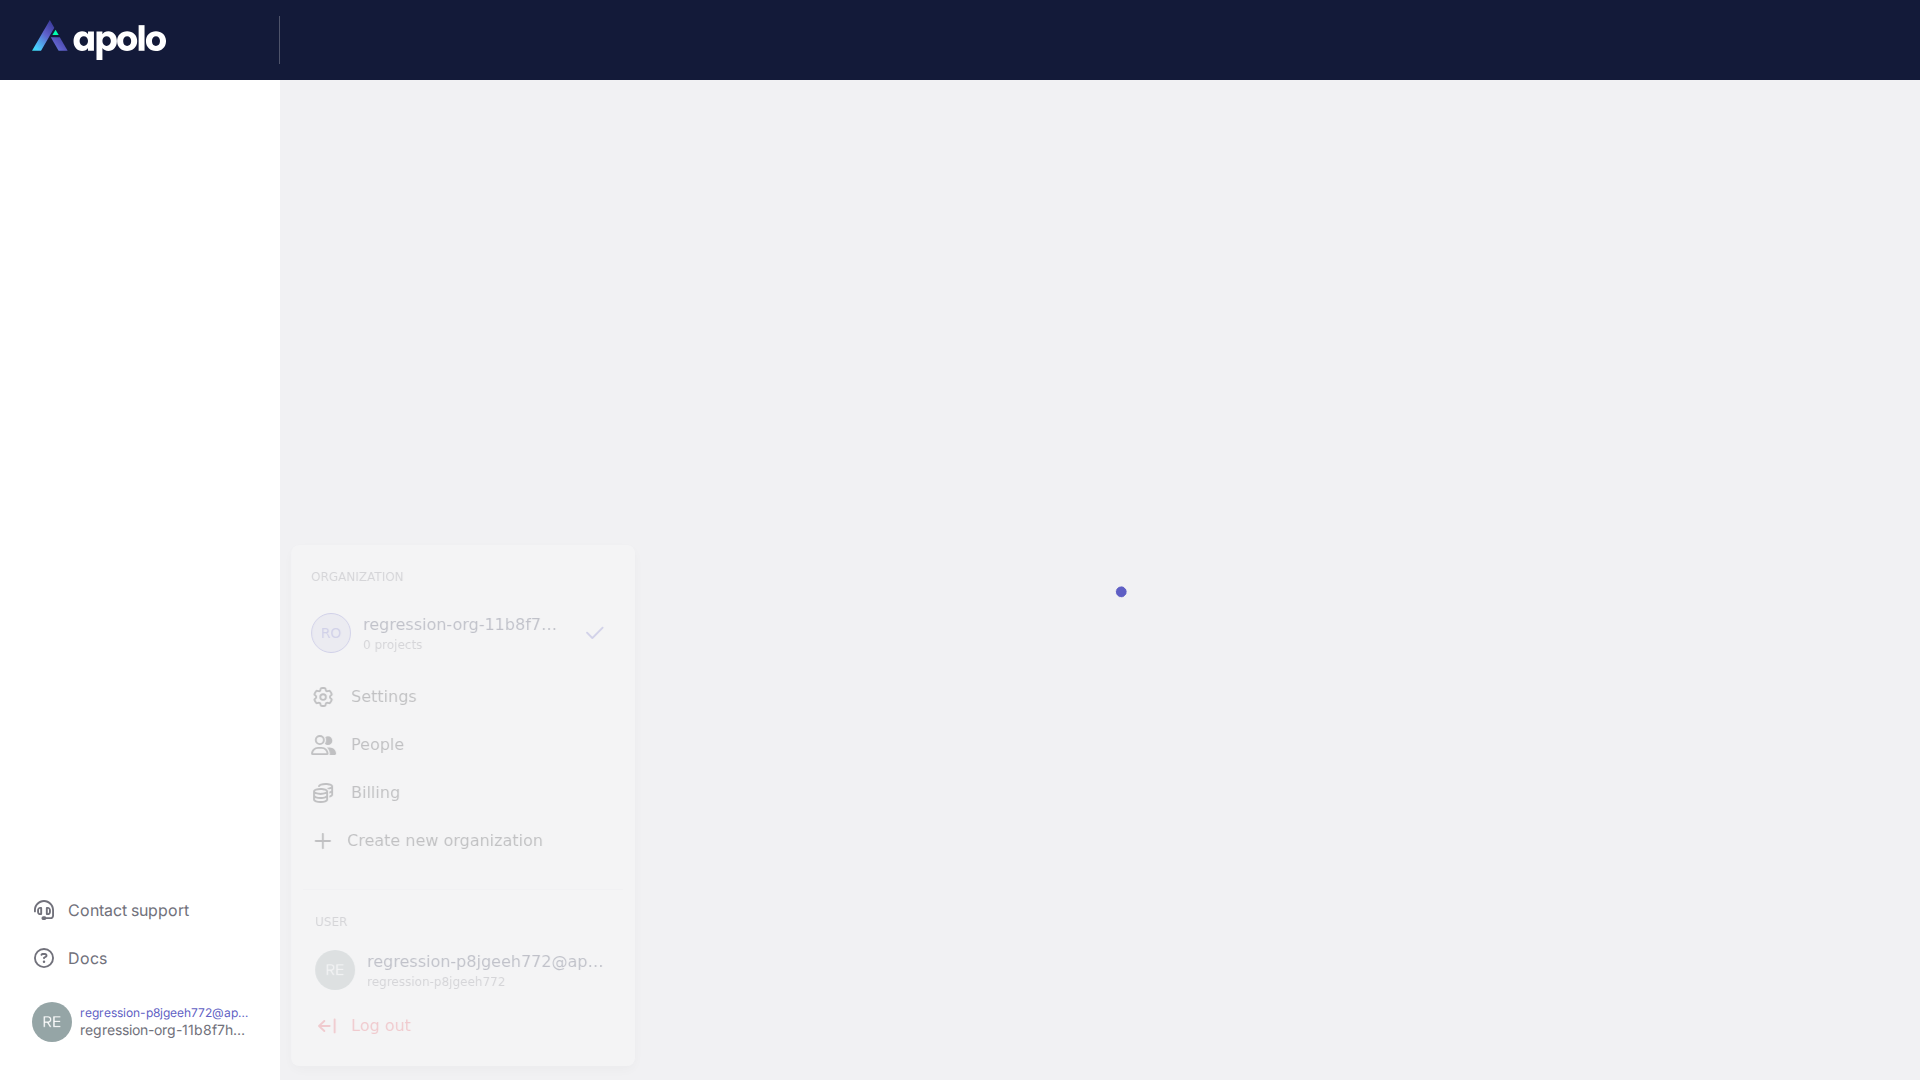 apolo
ORGANIZATION
RO
regression-org-11b8f7...
0 projects
Settings
People
Billing
Create new organization
USER
RE
regression-p8jgeeh772@ap...
regression-p8jgeeh772
Log out
Contact support
Docs
RE
regression-p8jgeeh772@ap...
regression-org-11b8f7h...